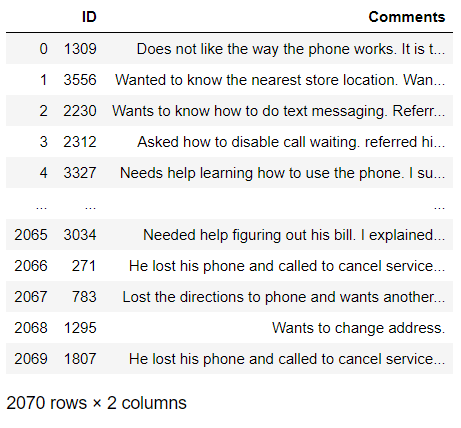 ID Comments
0 1309 Does not like the way the phone works. It is t...
1 3556 Wanted to know the nearest store location. Wan...
2 2230 Wants to know how to do text messaging. Referr...
3 2312 Asked how to disable call waiting. referred hi...
4 3327 Needs help learning how to use the phone. I su...
... ... ...
2065 3034 Needed help figuring out his bill. I explained...
2066 271 He lost his phone and called to cancel service...
2067 783 Lost the directions to phone and wants another...
2068 1295 Wants to change address.
2069 1807 He lost his phone and called to cancel service...
2070 rows × 2 columns